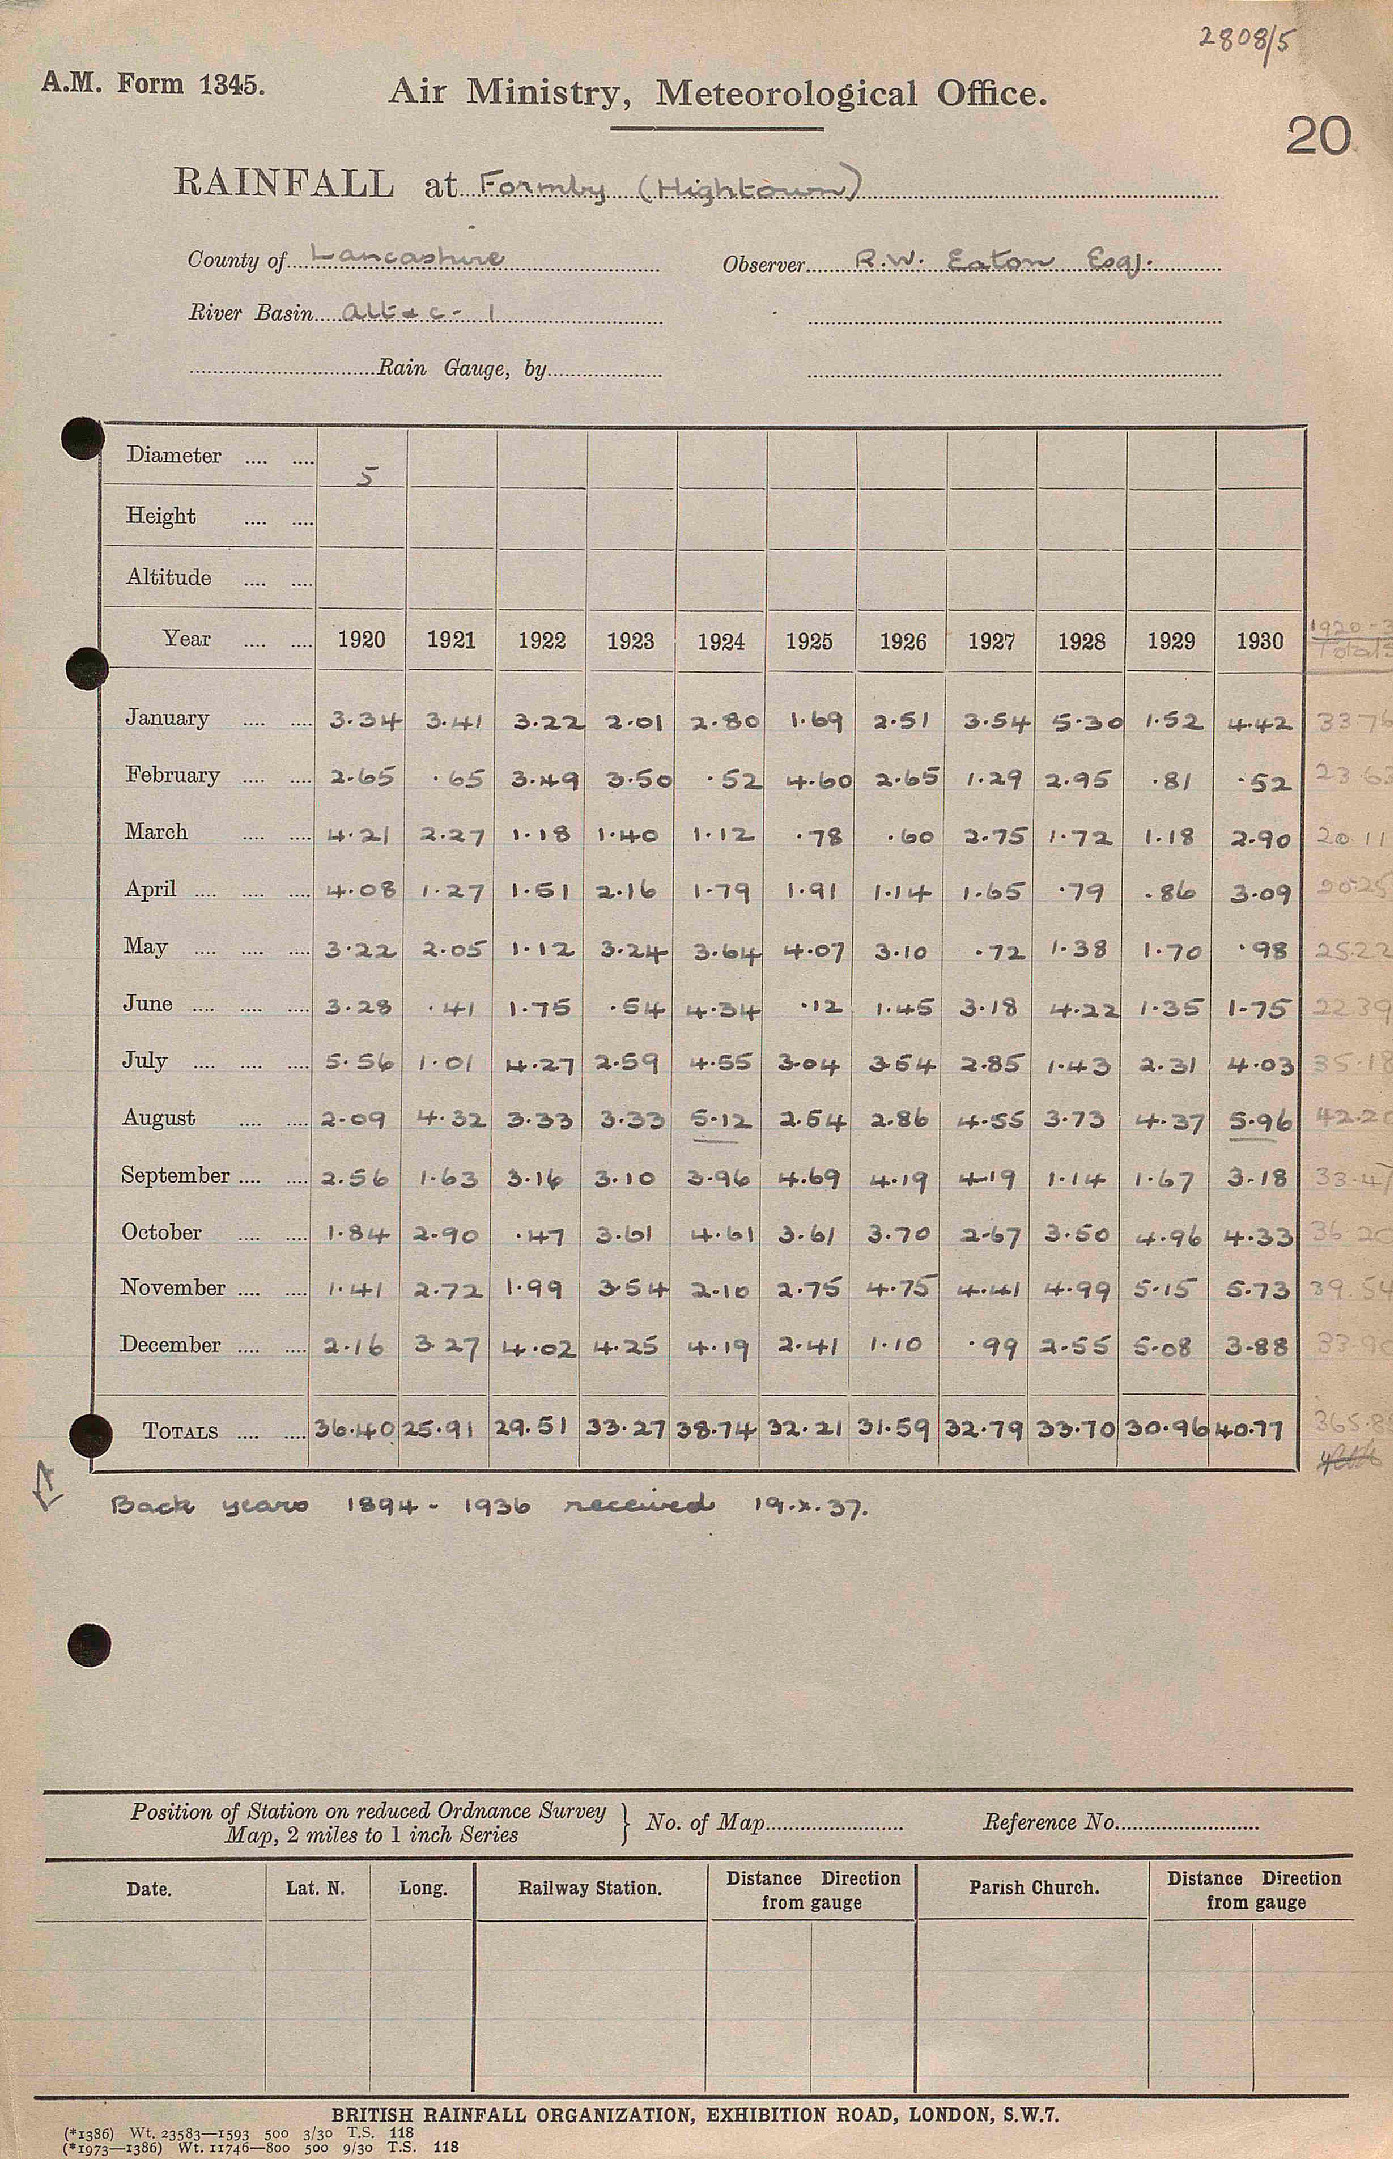 2808/5
A.M. Form 1345.
Air Ministry, Meteorological Office.
20
RAINFALL at Formby (Hightown)
County of Lancashire Observer R.W. Eaton Esq.
River Basin Alt & c - 1
Rain Gauge, by
Diameter 5
Height
Altitude
Year 1920 1921 1922 1923 1924 1925 1926 1927 1928 1929 1930 1920-3
Totals
January 3.34 3.41 3.22 2.01 2.80 1.69 2.51 3.54 5.30 1.52 4.42 33.76
February 2.65 .65 3.49 3.50 .52 4.60 2.65 1.29 2.95 .81 .52 23.63
March 4.21 2.27 1.18 1.40 1.12 .78 .60 2.75 1.72 1.18 2.90 20.11
April 4.08 1.27 1.51 2.16 1.79 1.91 1.14 1.65 .79 .86 3.09 20.25
May 3.22 2.05 1.12 3.24 3.64 4.07 3.10 .72 1.38 1.70 .98 25.22
June 3.28 .41 1.75 .54 4.34 .12 1.45 3.18 4.22 1.35 1.75 22.39
July 5.56 1.01 4.27 2.59 4.55 3.04 3.54 2.85 1.43 2.31 4.03 35.18
August 2.09 4.32 3.33 3.33 5.12 2.54 2.86 4.55 3.73 4.37 5.96 42.20
September 2.56 1.63 3.16 3.10 3.96 4.69 4.19 4.19 1.14 1.67 3.18 33.47
October 1.84 2.90 .47 3.61 4.61 3.61 3.70 2.67 3.50 4.96 4.33 36.20
November 1.41 2.72 1.99 3.54 2.10 2.75 4.75 4.41 4.99 5.15 5.73 39.54
December 2.16 3.27 4.02 4.25 4.19 2.41 1.10 .99 2.55 5.08 3.88 33.90
TOTALS 36.40 25.91 29.51 33.27 38.74 32.21 31.59 32.79 33.70 30.96 40.77 365.85
Back years 1894 - 1936 received 19.x.37.
Position of Station on reduced Ordnance Survey
Map, 2 miles to 1 inch Series } No. of Map Reference No.
Date. Lat. N. Long. Railway Station. Distance Direction from gauge Parish Church. Distance Direction from gauge
BRITISH RAINFALL ORGANIZATION, EXHIBITION ROAD, LONDON, S.W.7.
(*1386) Wt. 23583—1593 500 3/30 T.S. 118
(*1973—1386) Wt. 11746—800 500 9/30 T.S. 118